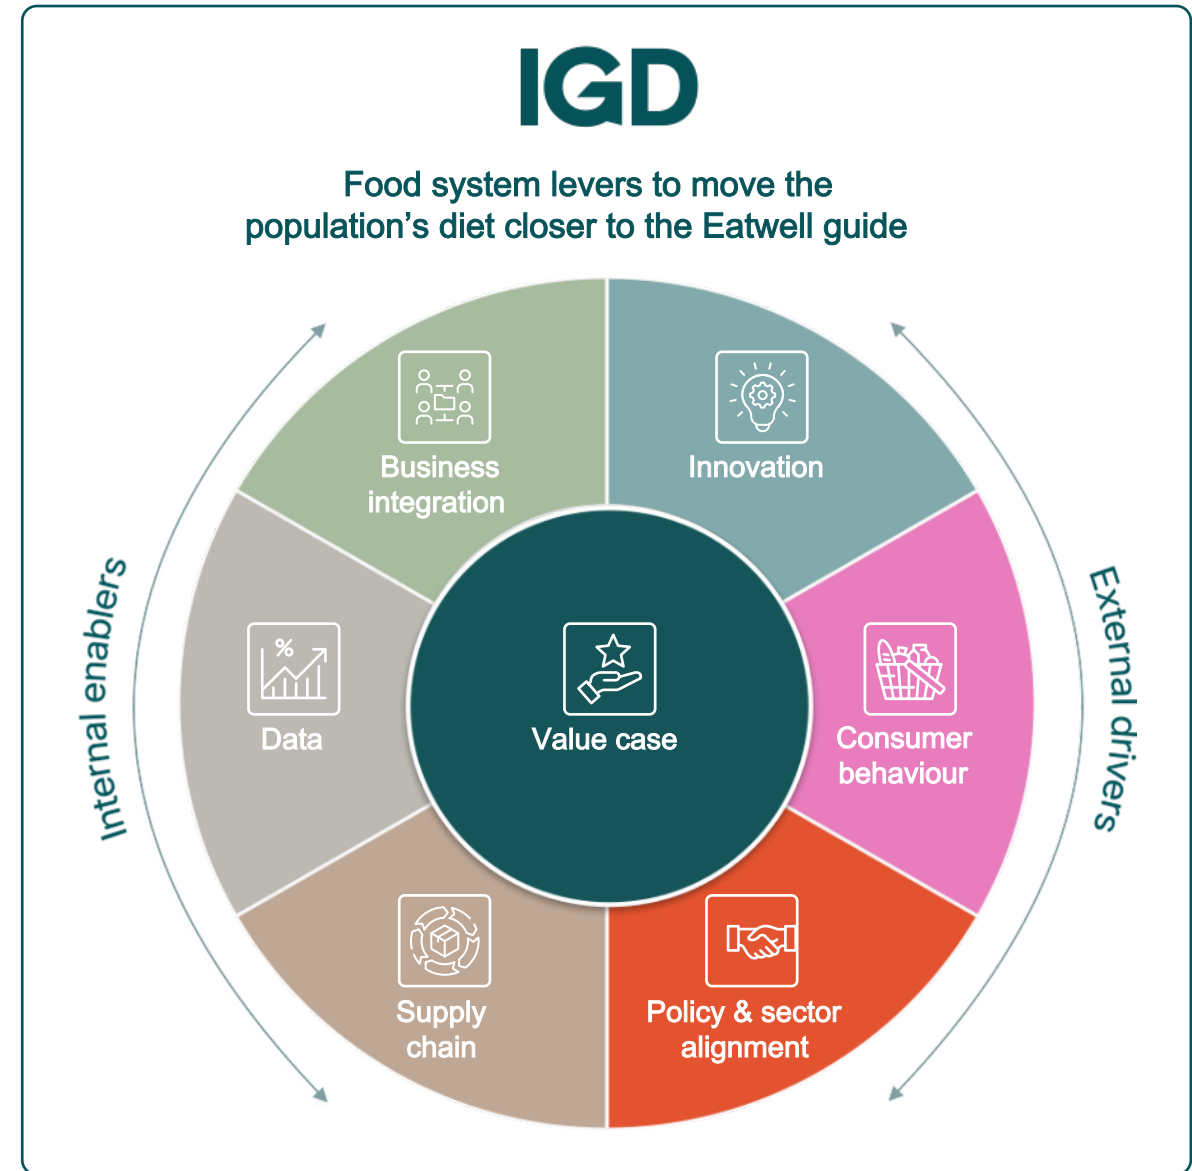 IGD
Food system levers to move the
population’s diet closer to the Eatwell guide
Business
integration
Innovation
Internal enablers
%
Data
Value case
Consumer
behaviour
External drivers
Supply
chain
Policy & sector
alignment